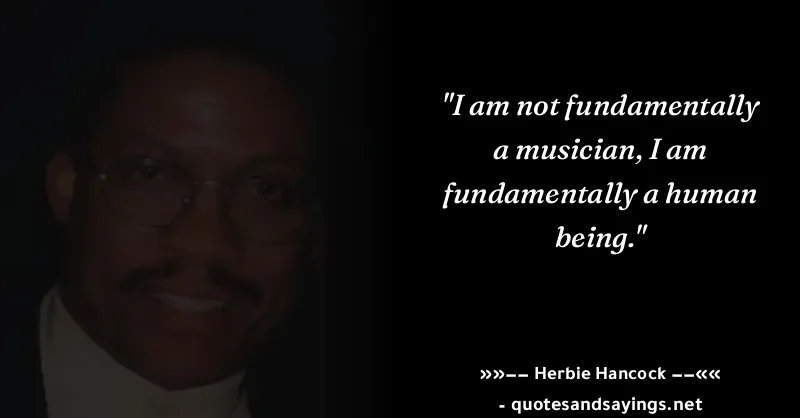 "I am not fundamentally
a musician, I am
fundamentally a human
being."
»»–– Herbie Hancock ––««
- quotesandsayings.net